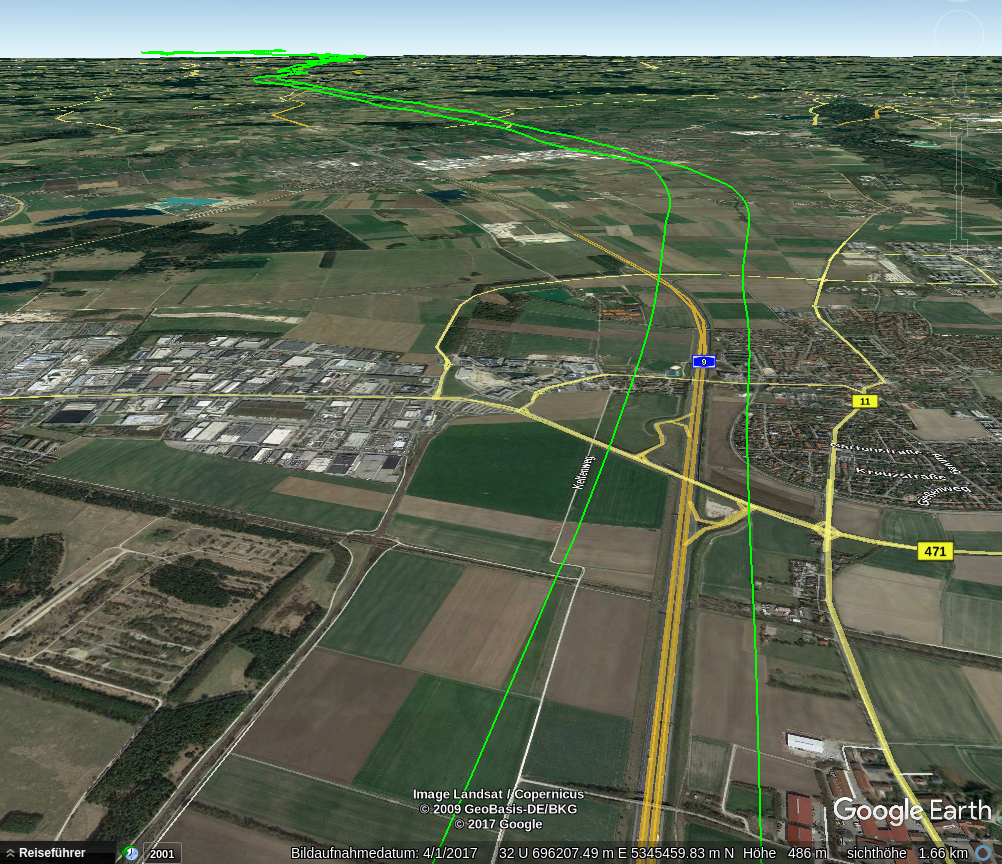 9
11
Keltenweg
Kreuzstraße
471
Image Landsat / Copernicus
© 2009 GeoBasis-DE/BKG
© 2017 Google
Google Earth
Reiseführer
2001
Bildaufnahmedatum: 4/1/2017 32 U 696207.49 m E 5345459.83 m N Höhe 486 m sichthöhe 1.66 km